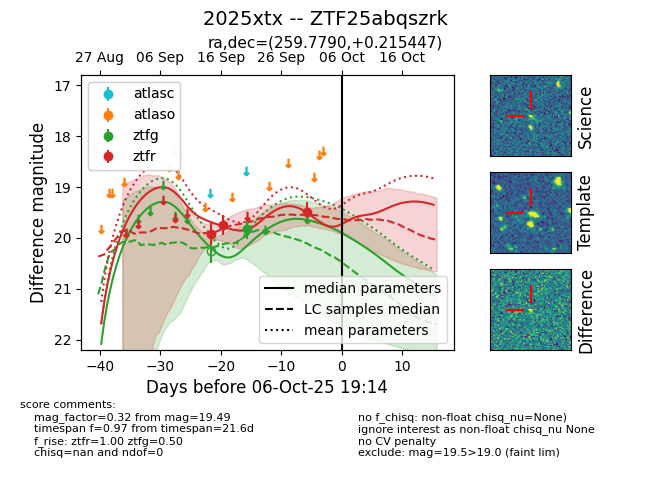 2025xtx -- ZTF25abqszrk
ra,dec=(259.7790,+0.215447)
27 Aug 06 Sep 16 Sep 26 Sep 06 Oct 16 Oct
17
18
19
20
21
22
Difference magnitude
atlasc
atlaso
ztfg
ztfr
median parameters
LC samples median
mean parameters
−40 −30 −20 −10 0 10
Days before 06-Oct-25 19:14
Science
Template
Difference
score comments:
mag_factor=0.32 from mag=19.49
timespan f=0.97 from timespan=21.6d
f_rise: ztfr=1.00 ztfg=0.50
chisq=nan and ndof=0
no f_chisq: non-float chisq_nu=None)
ignore interest as non-float chisq_nu None
no CV penalty
exclude: mag=19.5>19.0 (faint lim)